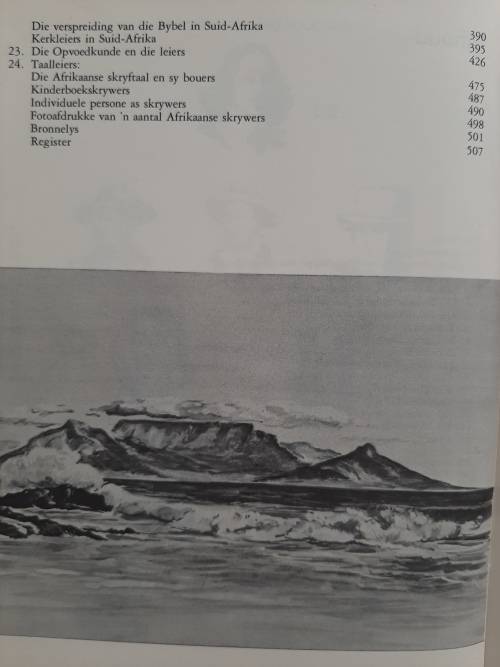 Die verspreiding van die Bybel in Suid-Afrika 390
Kerkleiers in Suid-Afrika 395
23. Die Opvoedkunde en die leiers 426
24. Taalleiers:
Die Afrikaanse skryftaal en sy bouers 475
Kinderboekskrywers 487
Individuele persone as skrywers 490
Fotoafdrukke van 'n aantal Afrikaanse skrywers 498
Bronnelys 501
Register 507